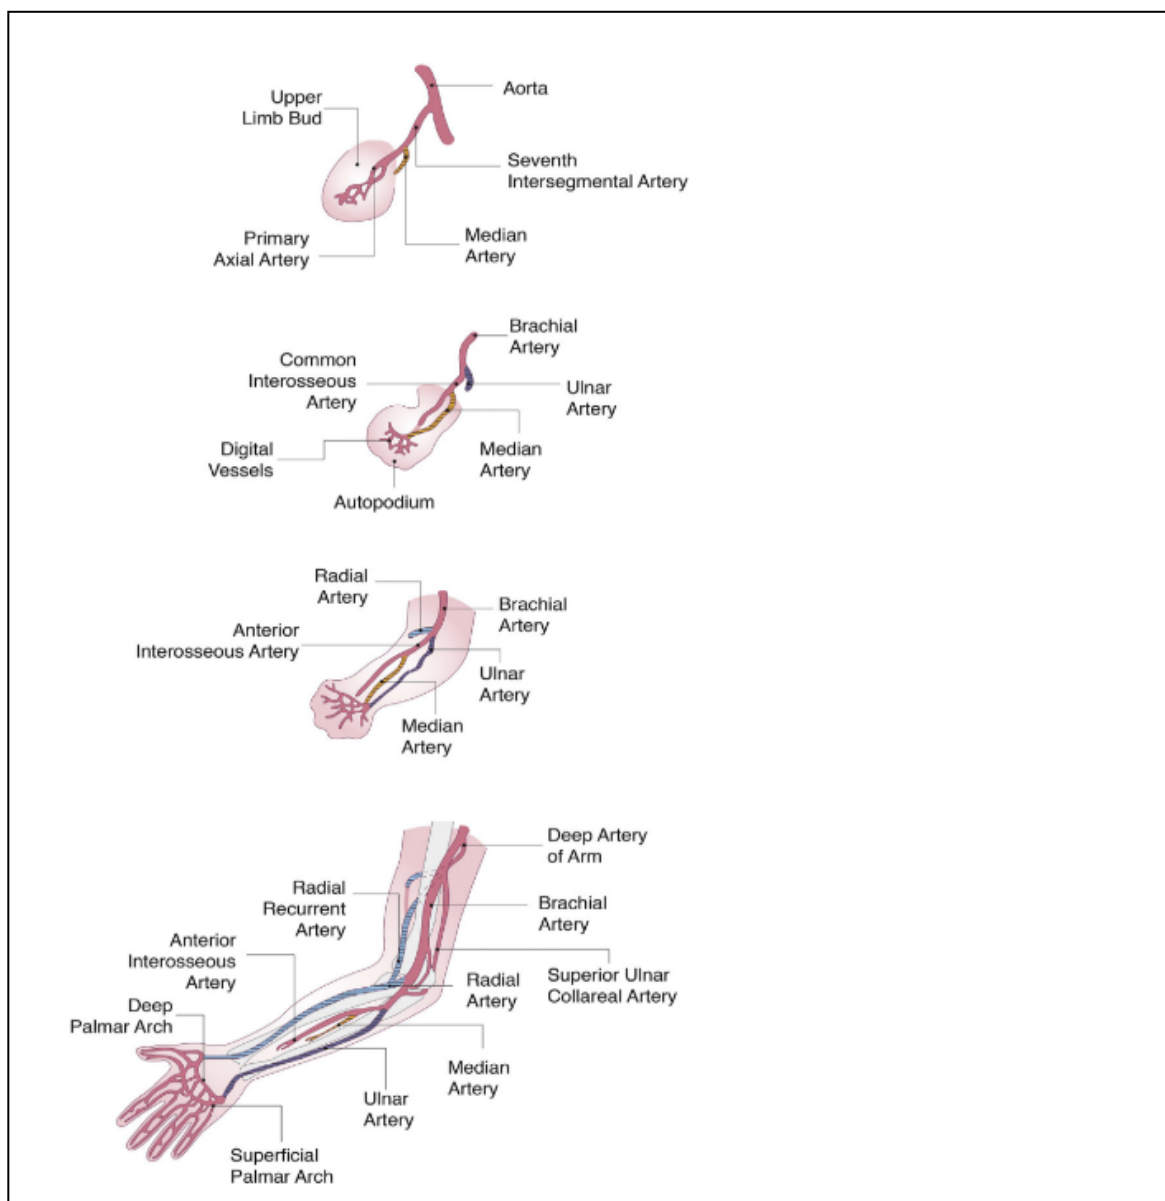 Aorta
Upper
Limb Bud
Seventh
Intersegmental Artery
Primary
Axial Artery
Median
Artery
Brachial
Artery
Common
Interosseous
Artery
Ulnar
Artery
Digital
Vessels
Median
Artery
Autopodium
Radial
Artery
Brachial
Artery
Anterior
Interosseous Artery
Ulnar
Artery
Median
Artery
Deep Artery
of Arm
Radial
Recurrent
Artery
Brachial
Artery
Anterior
Interosseous
Artery
Superior Ulnar
Collareal Artery
Radial
Artery
Deep
Palmar Arch
Median
Artery
Ulnar
Artery
Superficial
Palmar Arch